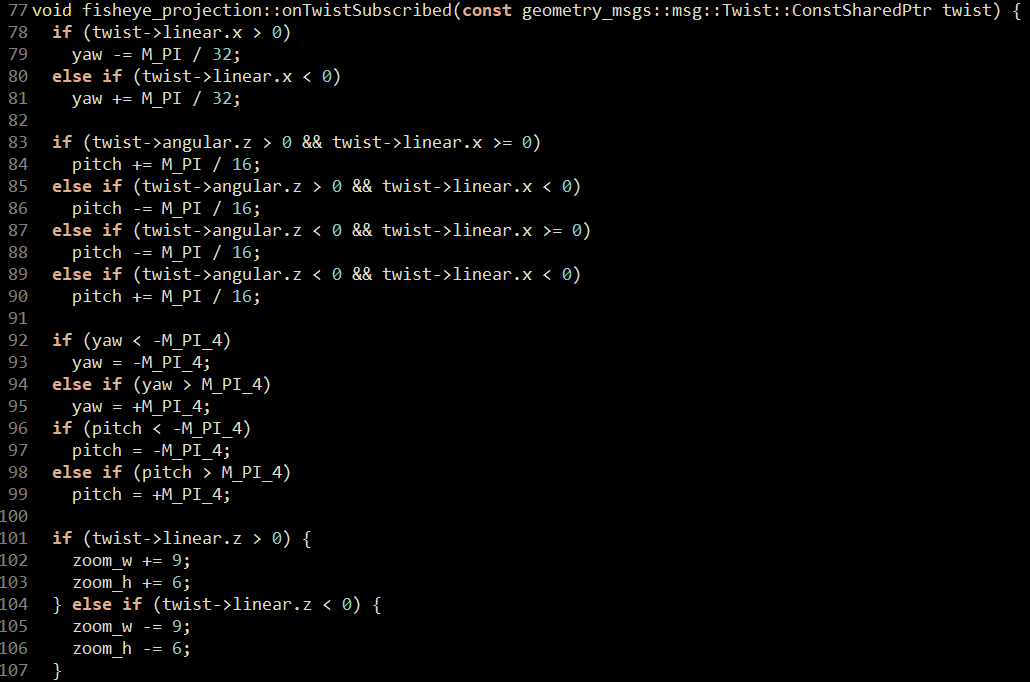 77 void fisheye_projection::onTwistSubscribed(const geometry_msgs::msg::Twist::ConstSharedPtr twist) {
78   if (twist->linear.x > 0)
79     yaw -= M_PI / 32;
80   else if (twist->linear.x < 0)
81     yaw += M_PI / 32;
82
83   if (twist->angular.z > 0 && twist->linear.x >= 0)
84     pitch += M_PI / 16;
85   else if (twist->angular.z > 0 && twist->linear.x < 0)
86     pitch -= M_PI / 16;
87   else if (twist->angular.z < 0 && twist->linear.x >= 0)
88     pitch -= M_PI / 16;
89   else if (twist->angular.z < 0 && twist->linear.x < 0)
90     pitch += M_PI / 16;
91
92   if (yaw < -M_PI_4)
93     yaw = -M_PI_4;
94   else if (yaw > M_PI_4)
95     yaw = +M_PI_4;
96   if (pitch < -M_PI_4)
97     pitch = -M_PI_4;
98   else if (pitch > M_PI_4)
99     pitch = +M_PI_4;
100
101   if (twist->linear.z > 0) {
102     zoom_w += 9;
103     zoom_h += 6;
104   } else if (twist->linear.z < 0) {
105     zoom_w -= 9;
106     zoom_h -= 6;
107   }